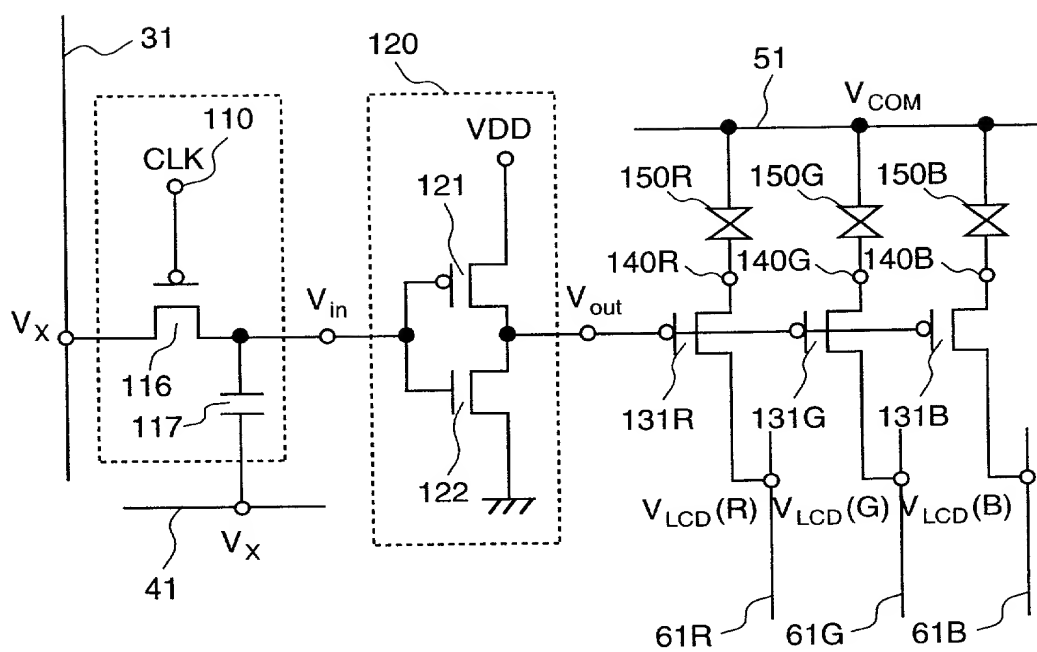 31
120
51
V_COM
110
CLK
VDD
121
150R
150G
150B
140R
140G
140B
V_X
V_in
V_out
116
117
122
131R
131G
131B
V_LCD(R)
V_LCD(G)
V_LCD(B)
V_X
41
61R
61G
61B